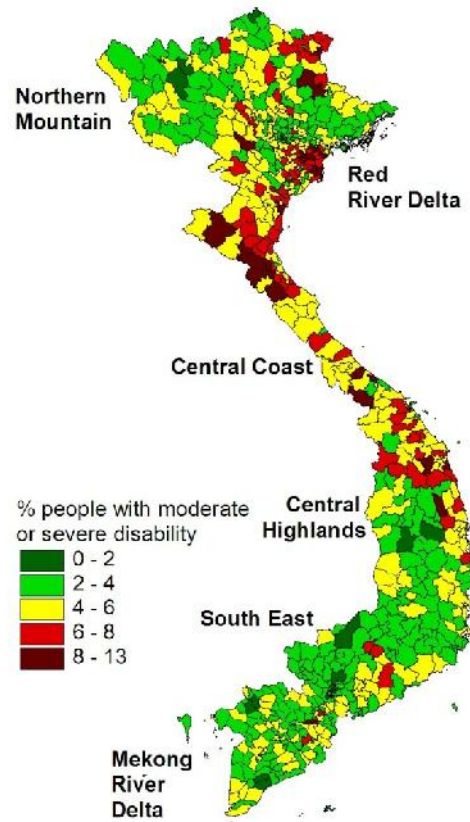 Northern
Mountain
Red
River Delta
Central Coast
% people with moderate
or severe disability
0 - 2
2 - 4
4 - 6
6 - 8
8 - 13
Central
Highlands
South East
Mekong
River
Delta